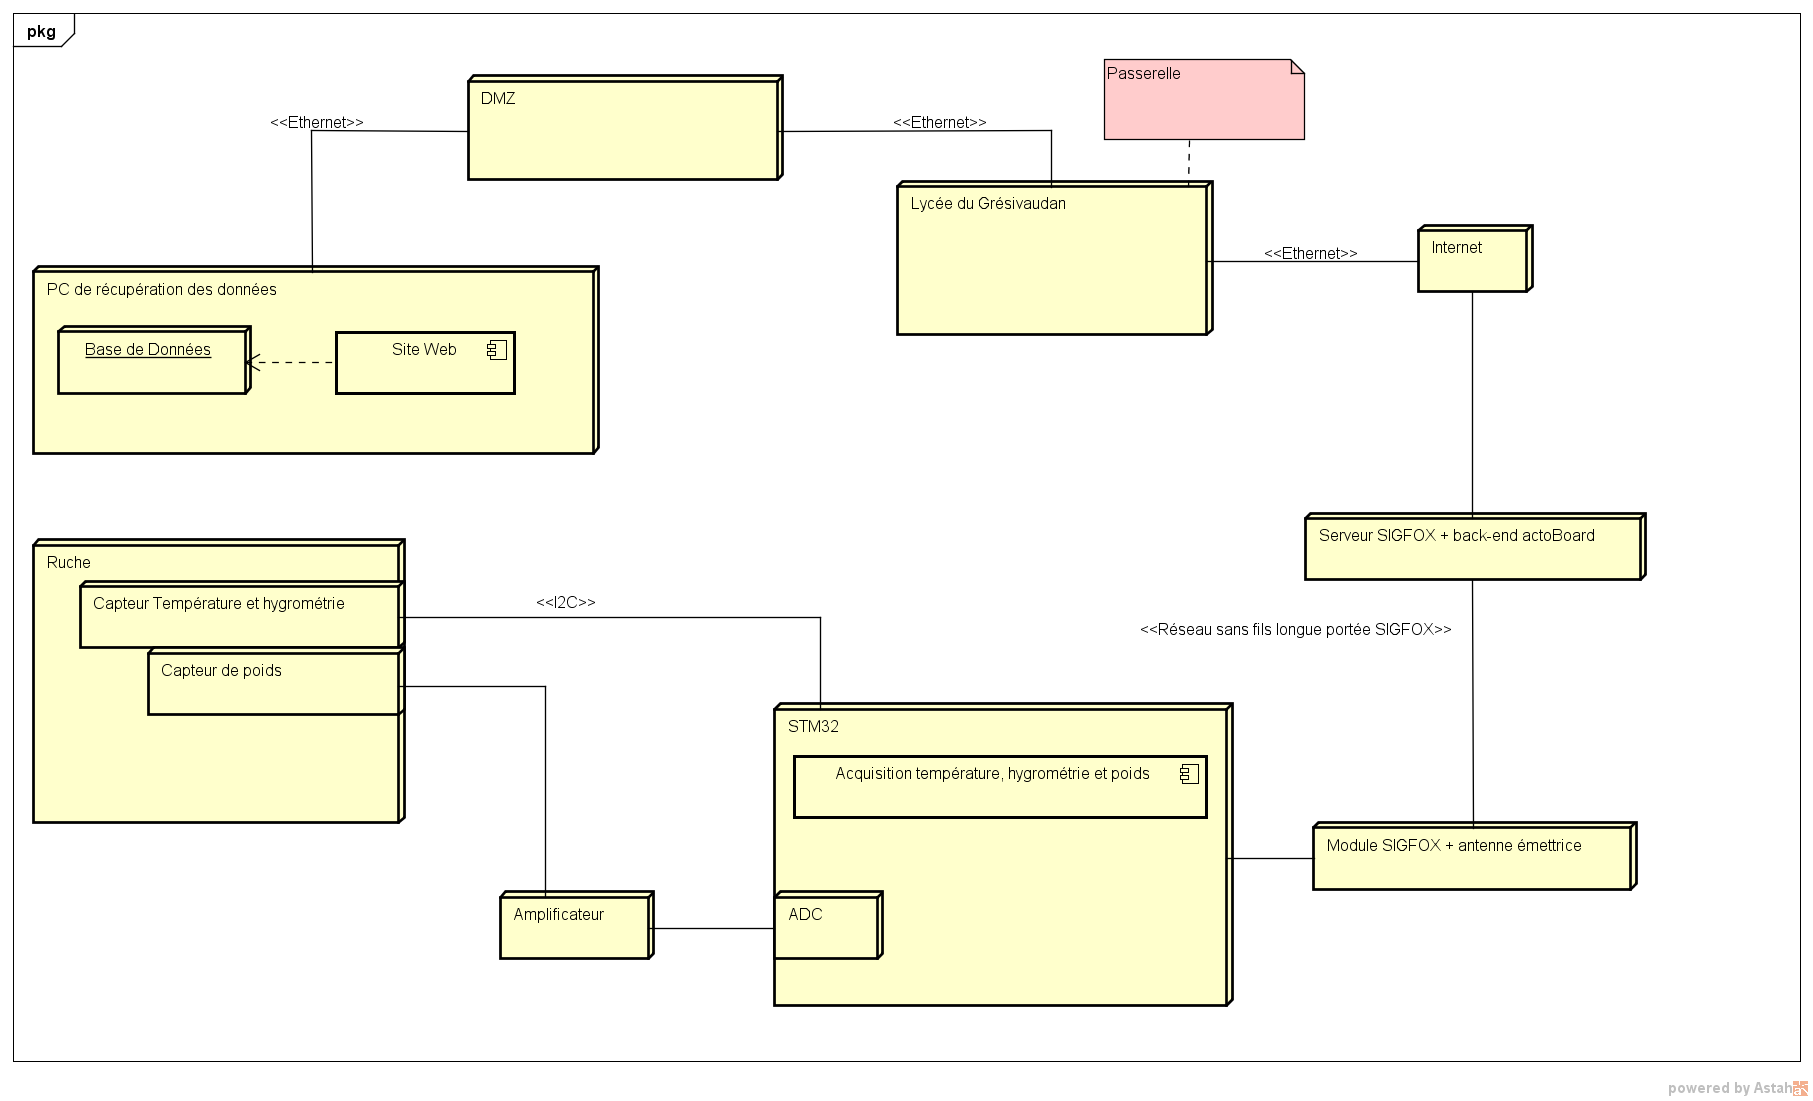 pkg
Passerelle
DMZ
<<Ethernet>>
<<Ethernet>>
Lycée du Grésivaudan
<<Ethernet>>
Internet
PC de récupération des données
Base de Données
Site Web
Serveur SIGFOX + back-end actoBoard
Ruche
Capteur Température et hygrométrie
<<I2C>>
<<Réseau sans fils longue portée SIGFOX>>
Capteur de poids
STM32
Acquisition température, hygrométrie et poids
Module SIGFOX + antenne émettrice
Amplificateur
ADC
powered by Astah